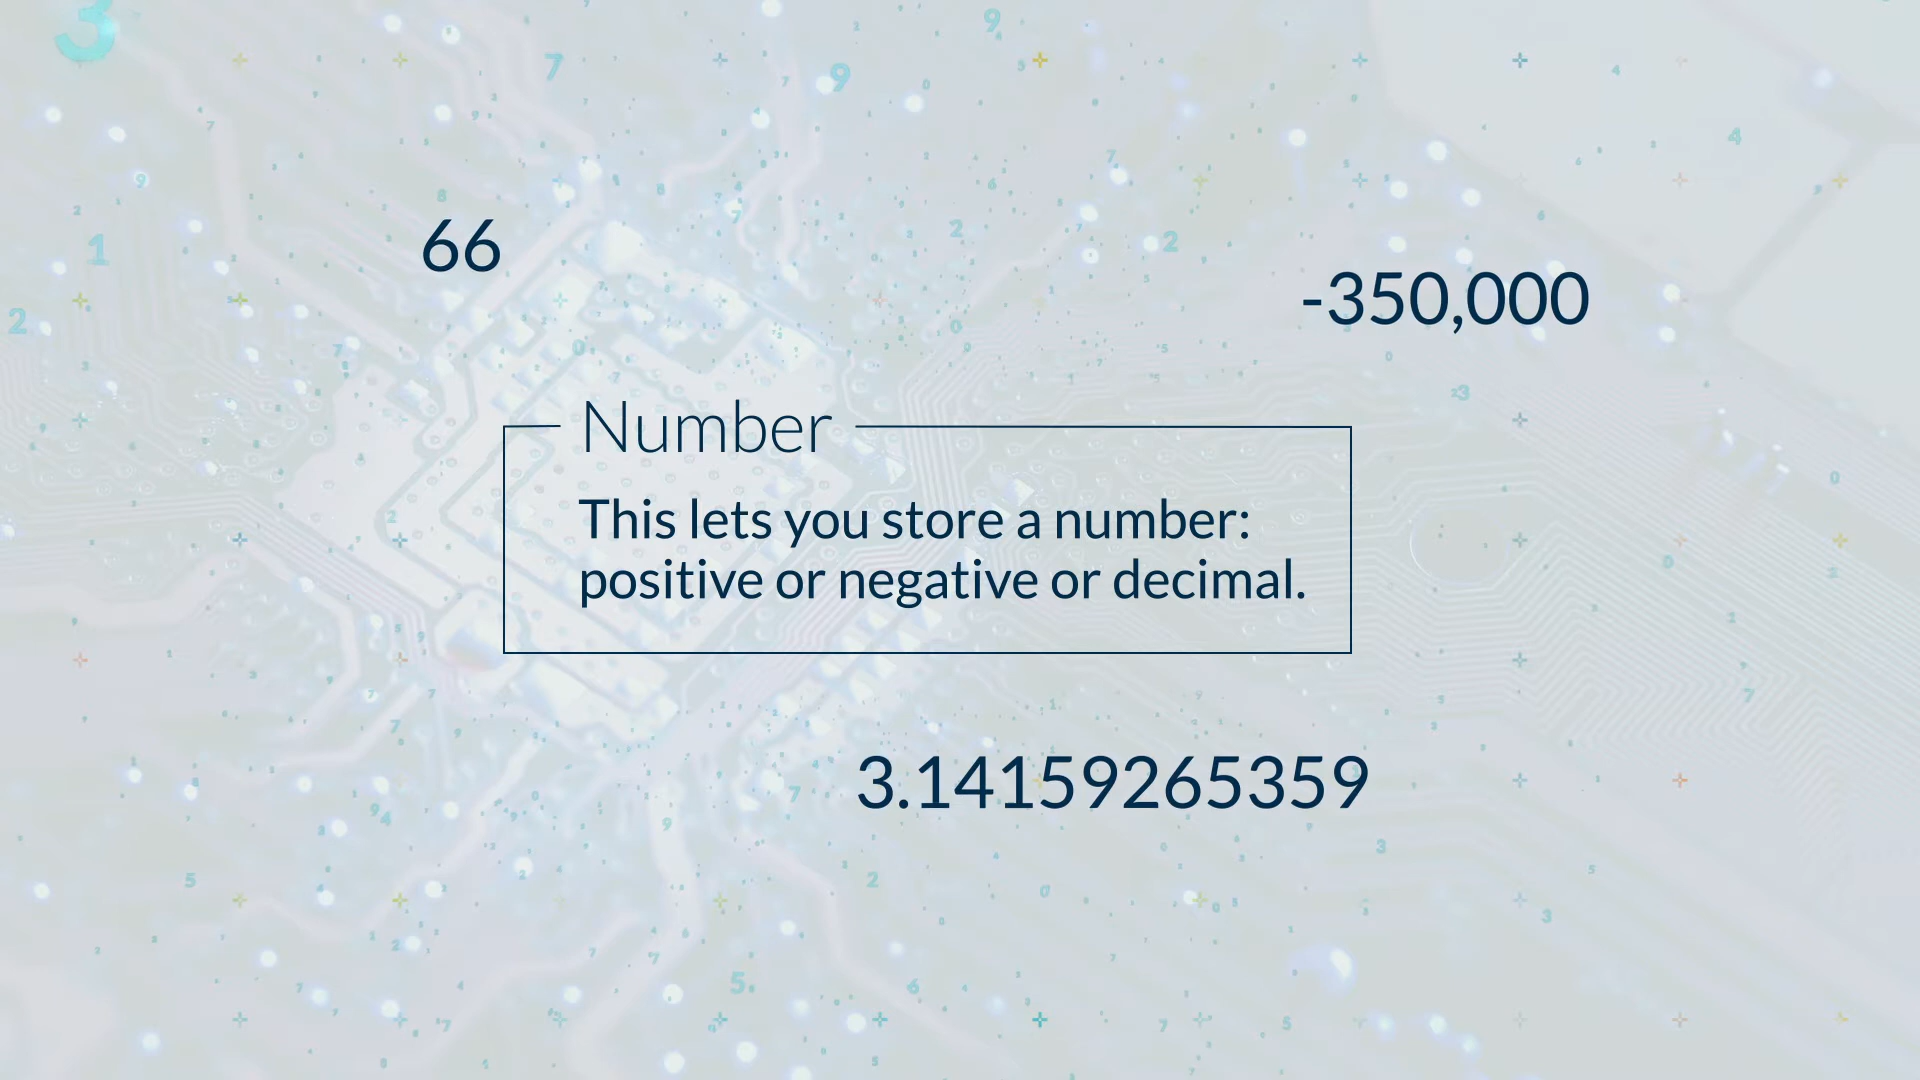 66
-350,000
Number
This lets you store a number:
positive or negative or decimal.
3.14159265359